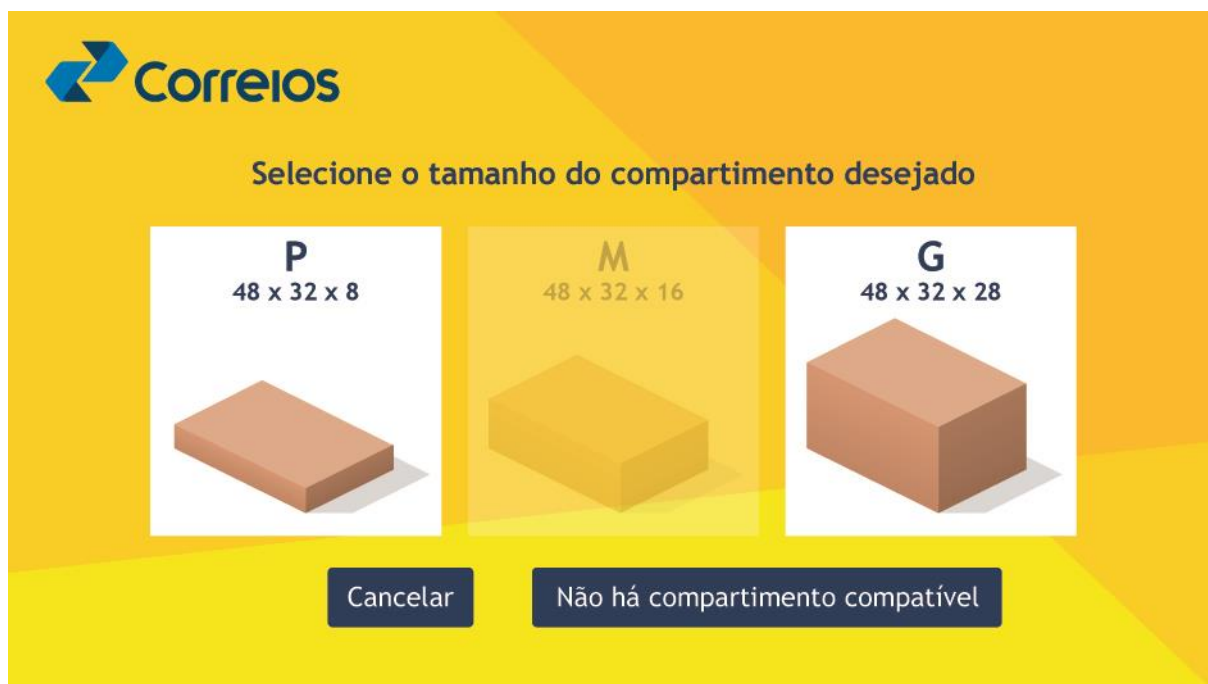 Correios
Selecione o tamanho do compartimento desejado
P
48 x 32 x 8
M
48 x 32 x 16
G
48 x 32 x 28
Cancelar
Não há compartimento compatível